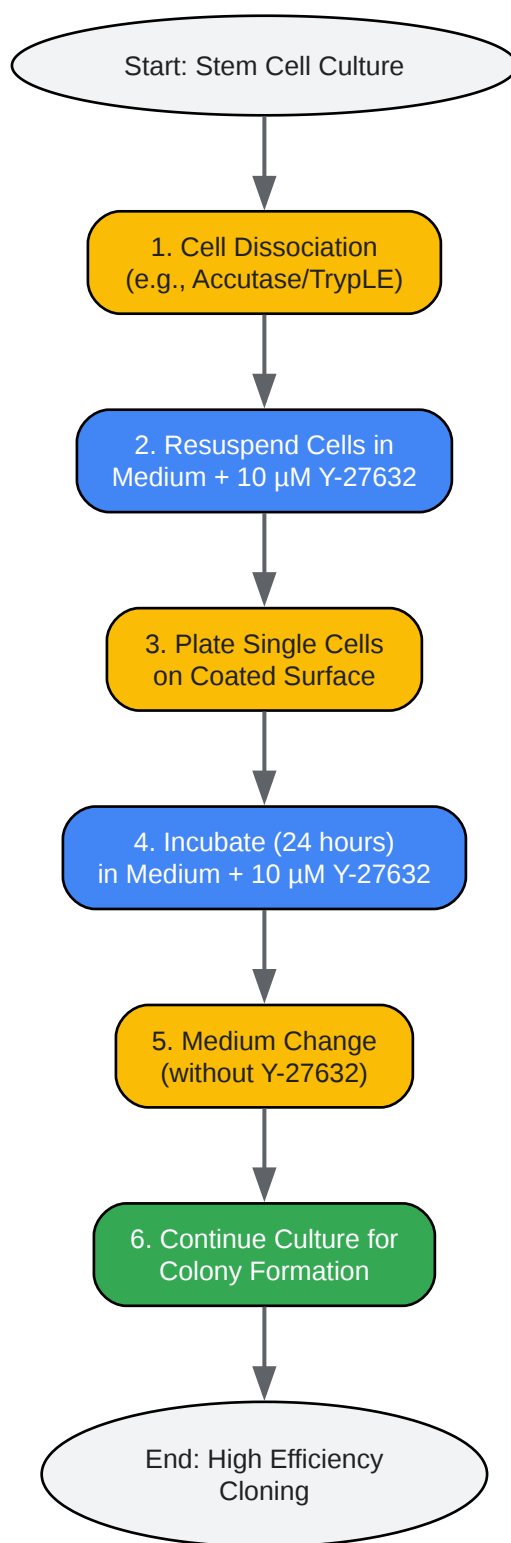 Start: Stem Cell Culture
1. Cell Dissociation
(e.g., Accutase/TrypLE)
2. Resuspend Cells in
Medium + 10 µM Y-27632
3. Plate Single Cells
on Coated Surface
4. Incubate (24 hours)
in Medium + 10 µM Y-27632
5. Medium Change
(without Y-27632)
6. Continue Culture for
Colony Formation
End: High Efficiency
Cloning